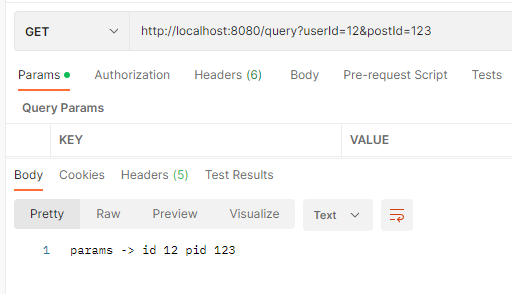 GET http://localhost:8080/query?userId=12&postId=123
Params Authorization Headers (6) Body Pre-request Script Tests
Query Params
KEY VALUE
Body Cookies Headers (5) Test Results
Pretty Raw Preview Visualize Text
1 params -> id 12 pid 123